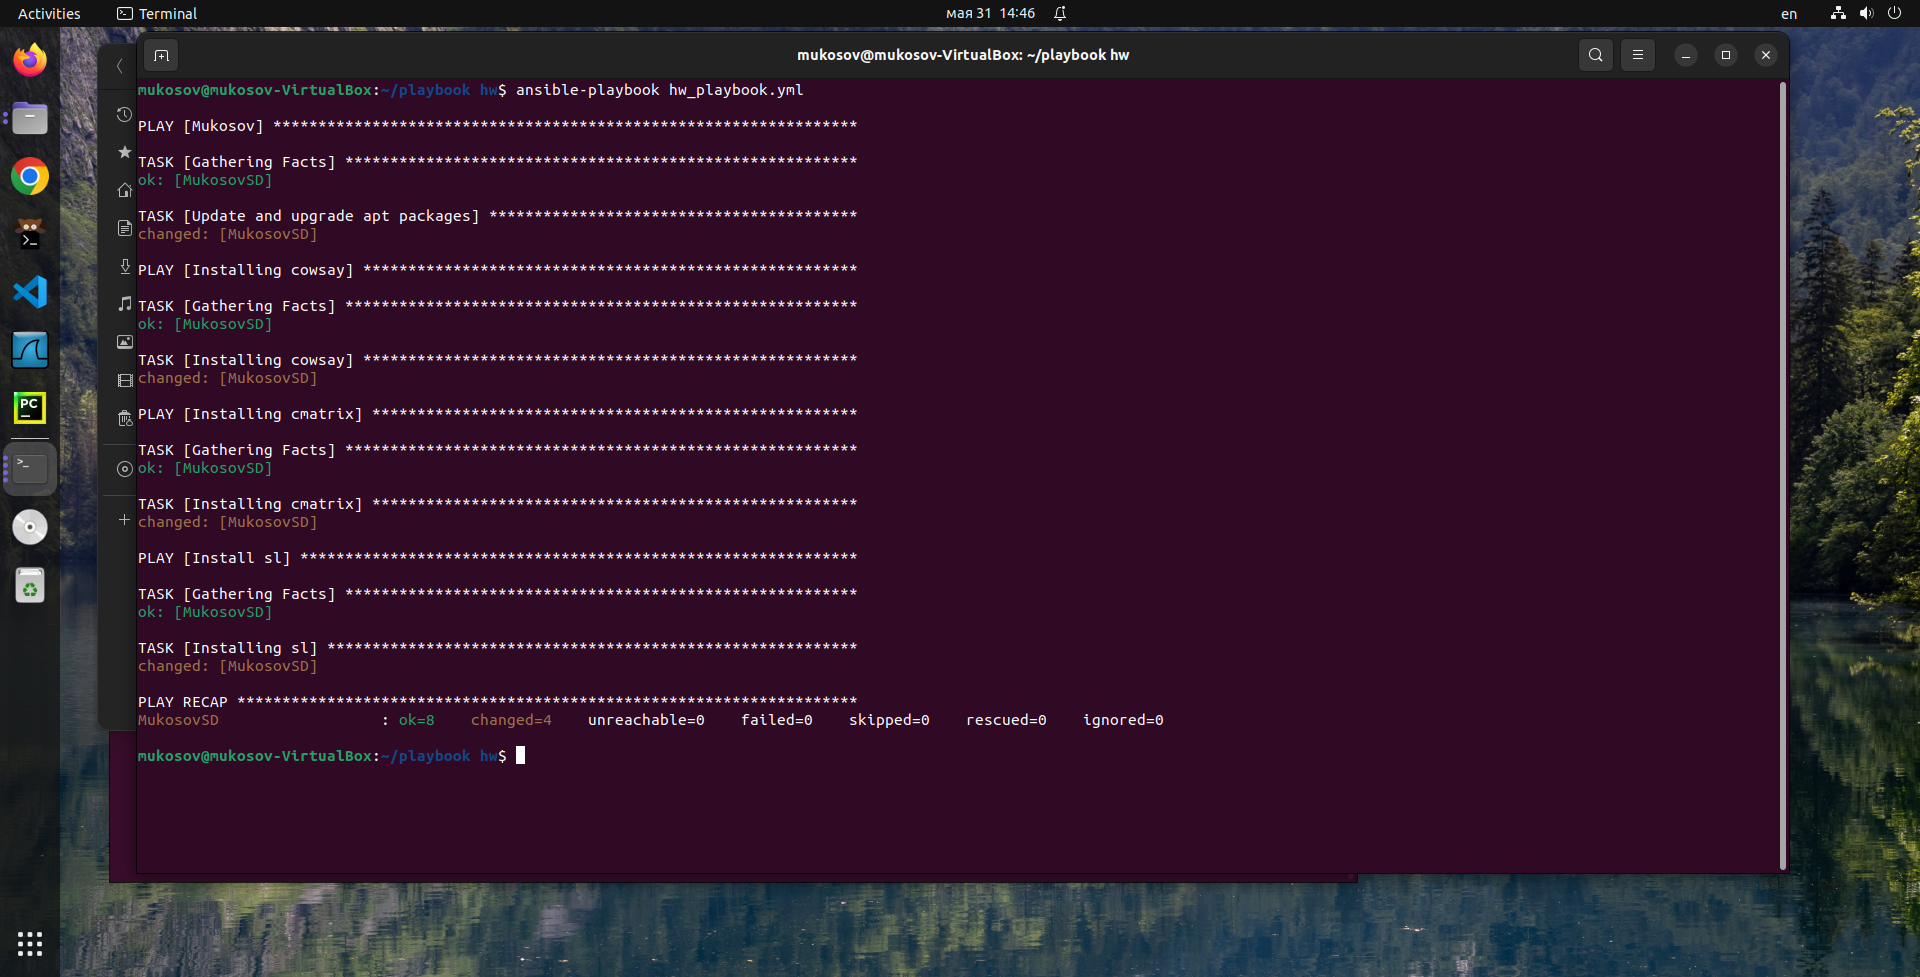 Activities
Terminal
мая 31 14:46
en
mukosov@mukosov-VirtualBox: ~/playbook hw
mukosov@mukosov-VirtualBox:~/playbook hw$ ansible-playbook hw_playbook.yml
PLAY [Mukosov] *****************************************************************
TASK [Gathering Facts] *********************************************************
ok: [MukosovSD]
TASK [Update and upgrade apt packages] *****************************************
changed: [MukosovSD]
PLAY [Installing cowsay] *******************************************************
TASK [Gathering Facts] *********************************************************
ok: [MukosovSD]
TASK [Installing cowsay] *******************************************************
changed: [MukosovSD]
PLAY [Installing cmatrix] ******************************************************
TASK [Gathering Facts] *********************************************************
ok: [MukosovSD]
TASK [Installing cmatrix] ******************************************************
changed: [MukosovSD]
PLAY [Install sl] **************************************************************
TASK [Gathering Facts] *********************************************************
ok: [MukosovSD]
TASK [Installing sl] ***********************************************************
changed: [MukosovSD]
PLAY RECAP *********************************************************************
MukosovSD                  : ok=8    changed=4    unreachable=0    failed=0    skipped=0    rescued=0    ignored=0
mukosov@mukosov-VirtualBox:~/playbook hw$
PC